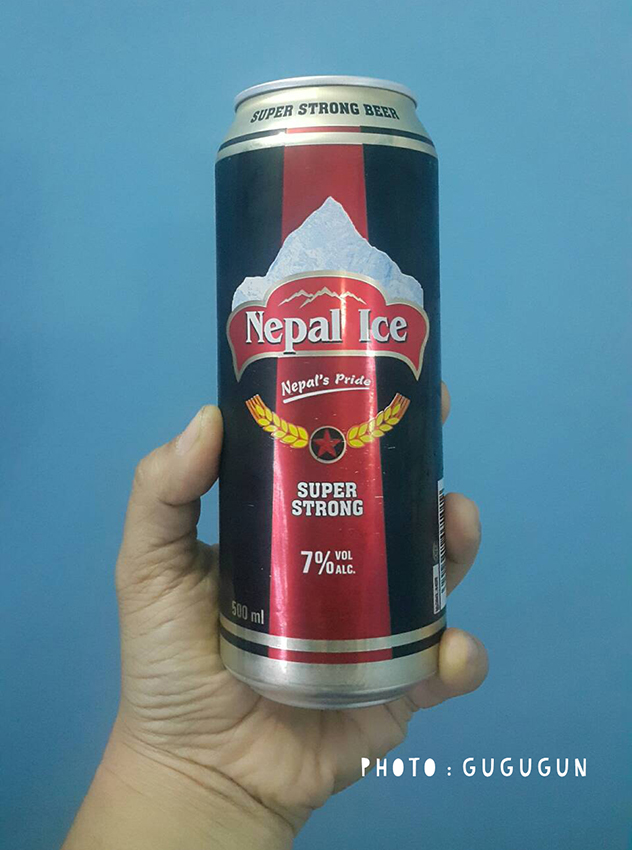 SUPER STRONG BEER
Nepal Ice
Nepal's Pride
SUPER
STRONG
7% VOL
ALC.
500 ml
PHOTO : GUGUGUN